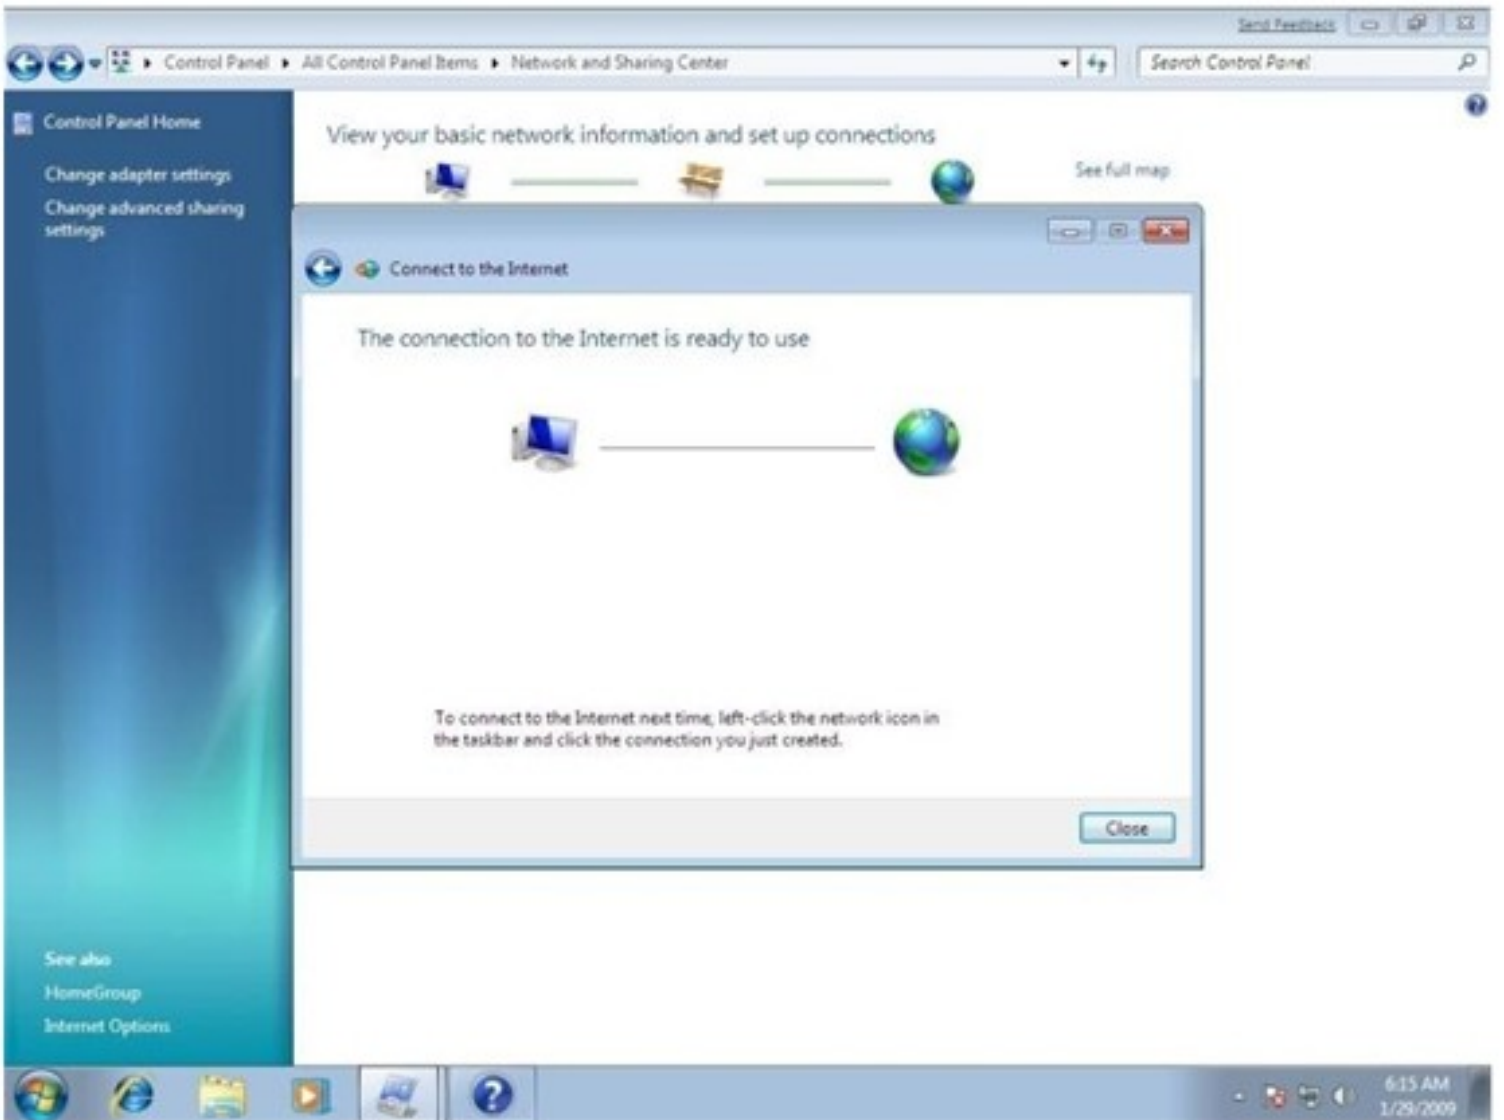 Send Feedback
Control Panel All Control Panel Items Network and Sharing Center
Search Control Panel
Control Panel Home
Change adapter settings
Change advanced sharing
settings
View your basic network information and set up connections
See full map
Connect to the Internet
The connection to the Internet is ready to use
To connect to the Internet next time, left-click the network icon in
the taskbar and click the connection you just created.
Close
See also
HomeGroup
Internet Options
6:15 AM
1/29/2009